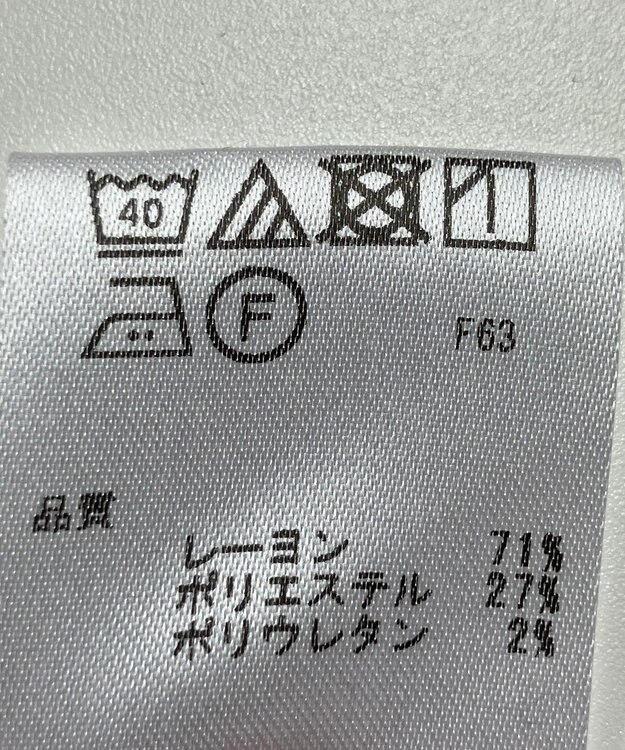 40
F F63
品質
レーヨン 71%
ポリエステル 27%
ポリウレタン 2%